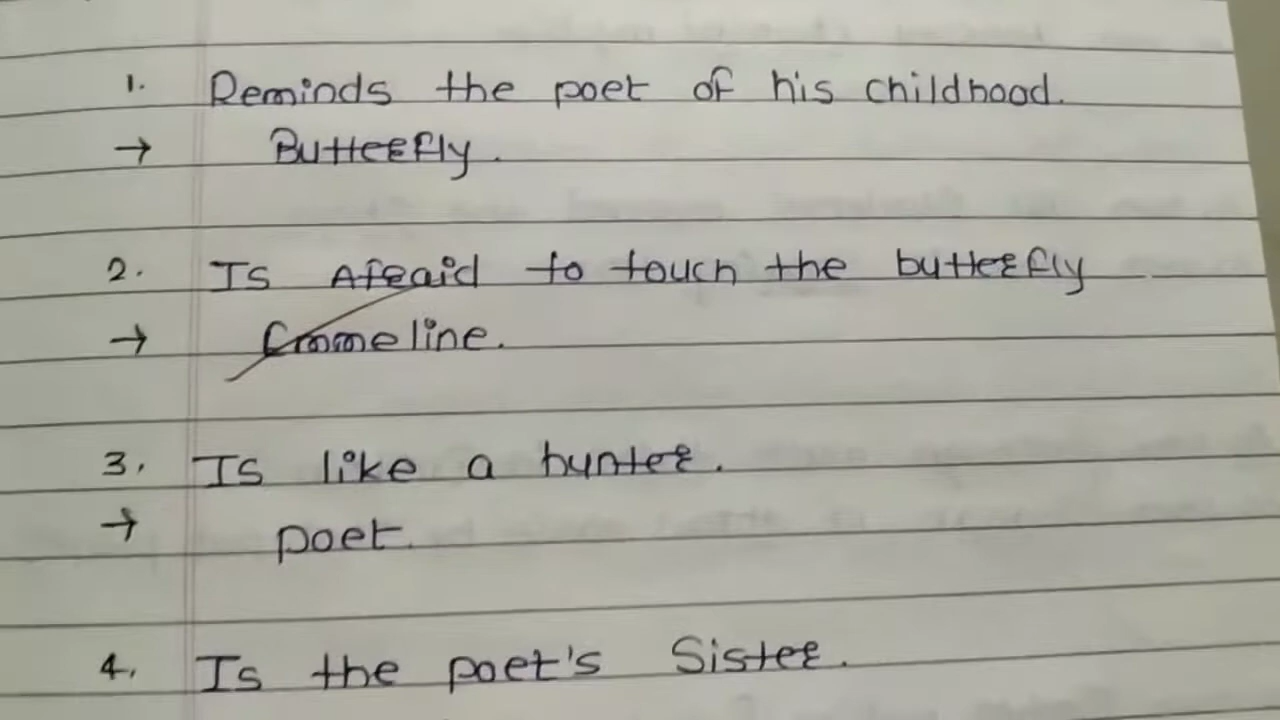 1. Reminds the poet of his childhood.
→ Butterfly.
2. Is Afraid to touch the butterfly
→ Emmeline.
3. Is like a hunter.
→ poet.
4. Is the poet's Sister.